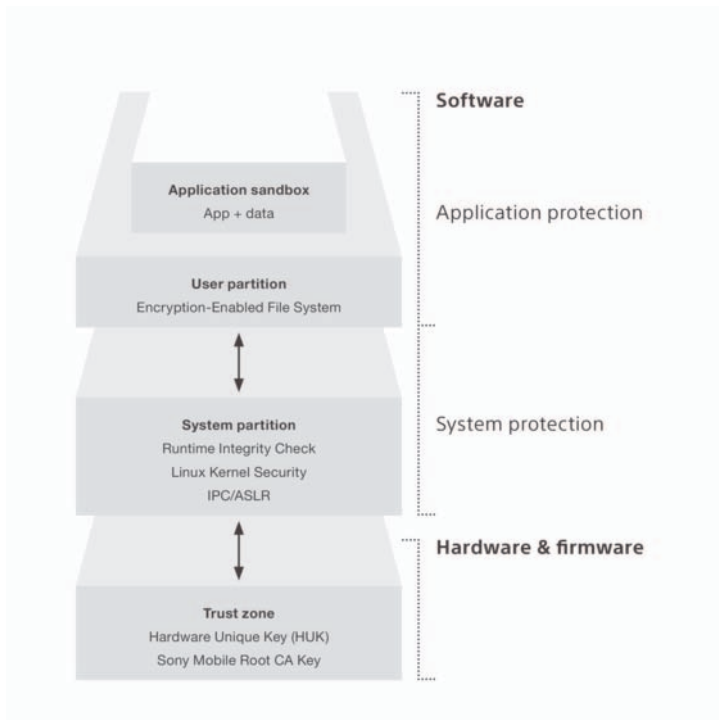 Software
Application sandbox
App + data
Application protection
User partition
Encryption-Enabled File System
System partition
Runtime Integrity Check
Linux Kernel Security
IPC/ASLR
System protection
Hardware & firmware
Trust zone
Hardware Unique Key (HUK)
Sony Mobile Root CA Key